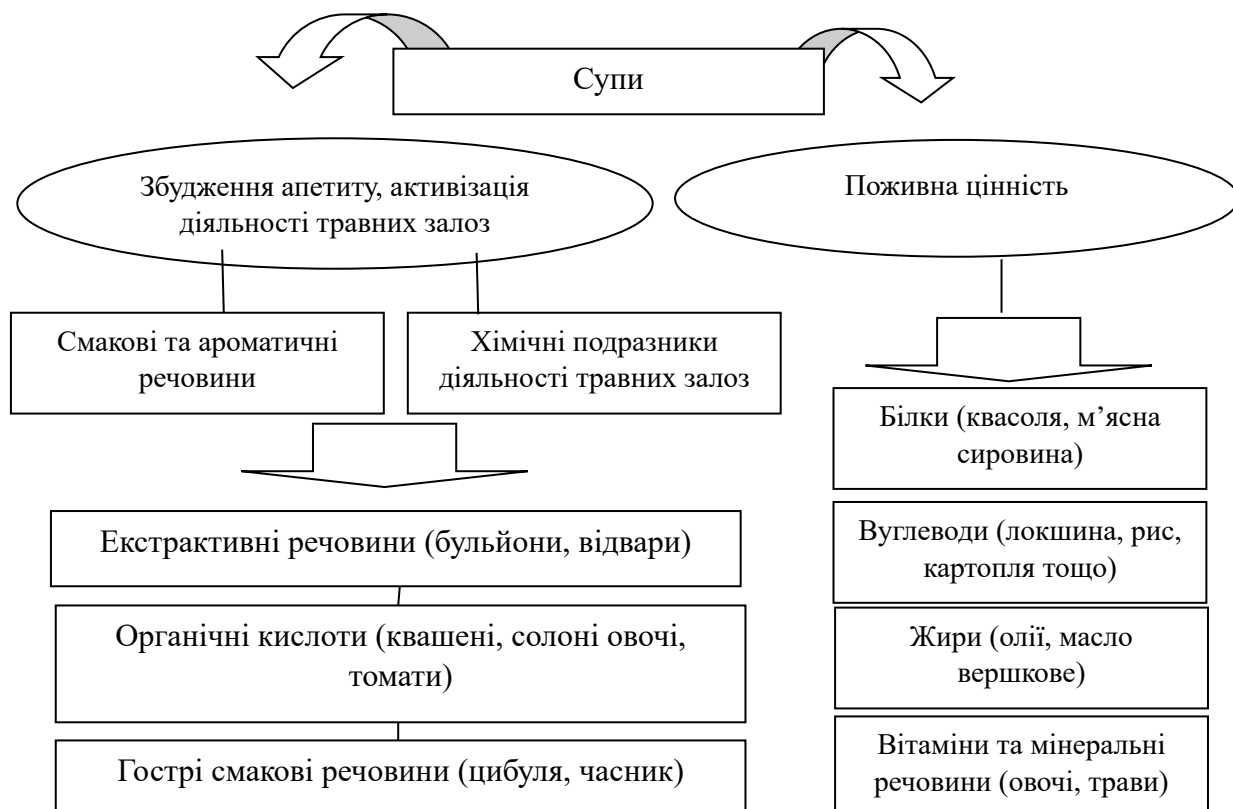 Супи
Збудження апетиту, активізація
діяльності травних залоз
Поживна цінність
Смакові та ароматичні
речовини
Хімічні подразники
діяльності травних залоз
Екстрактивні речовини (бульйони, відвари)
Органічні кислоти (квашені, солоні овочі,
томати)
Гострі смакові речовини (цибуля, часник)
Білки (квасоля, м’ясна
сировина)
Вуглеводи (локшина, рис,
картопля тощо)
Жири (олії, масло
вершкове)
Вітаміни та мінеральні
речовини (овочі, трави)